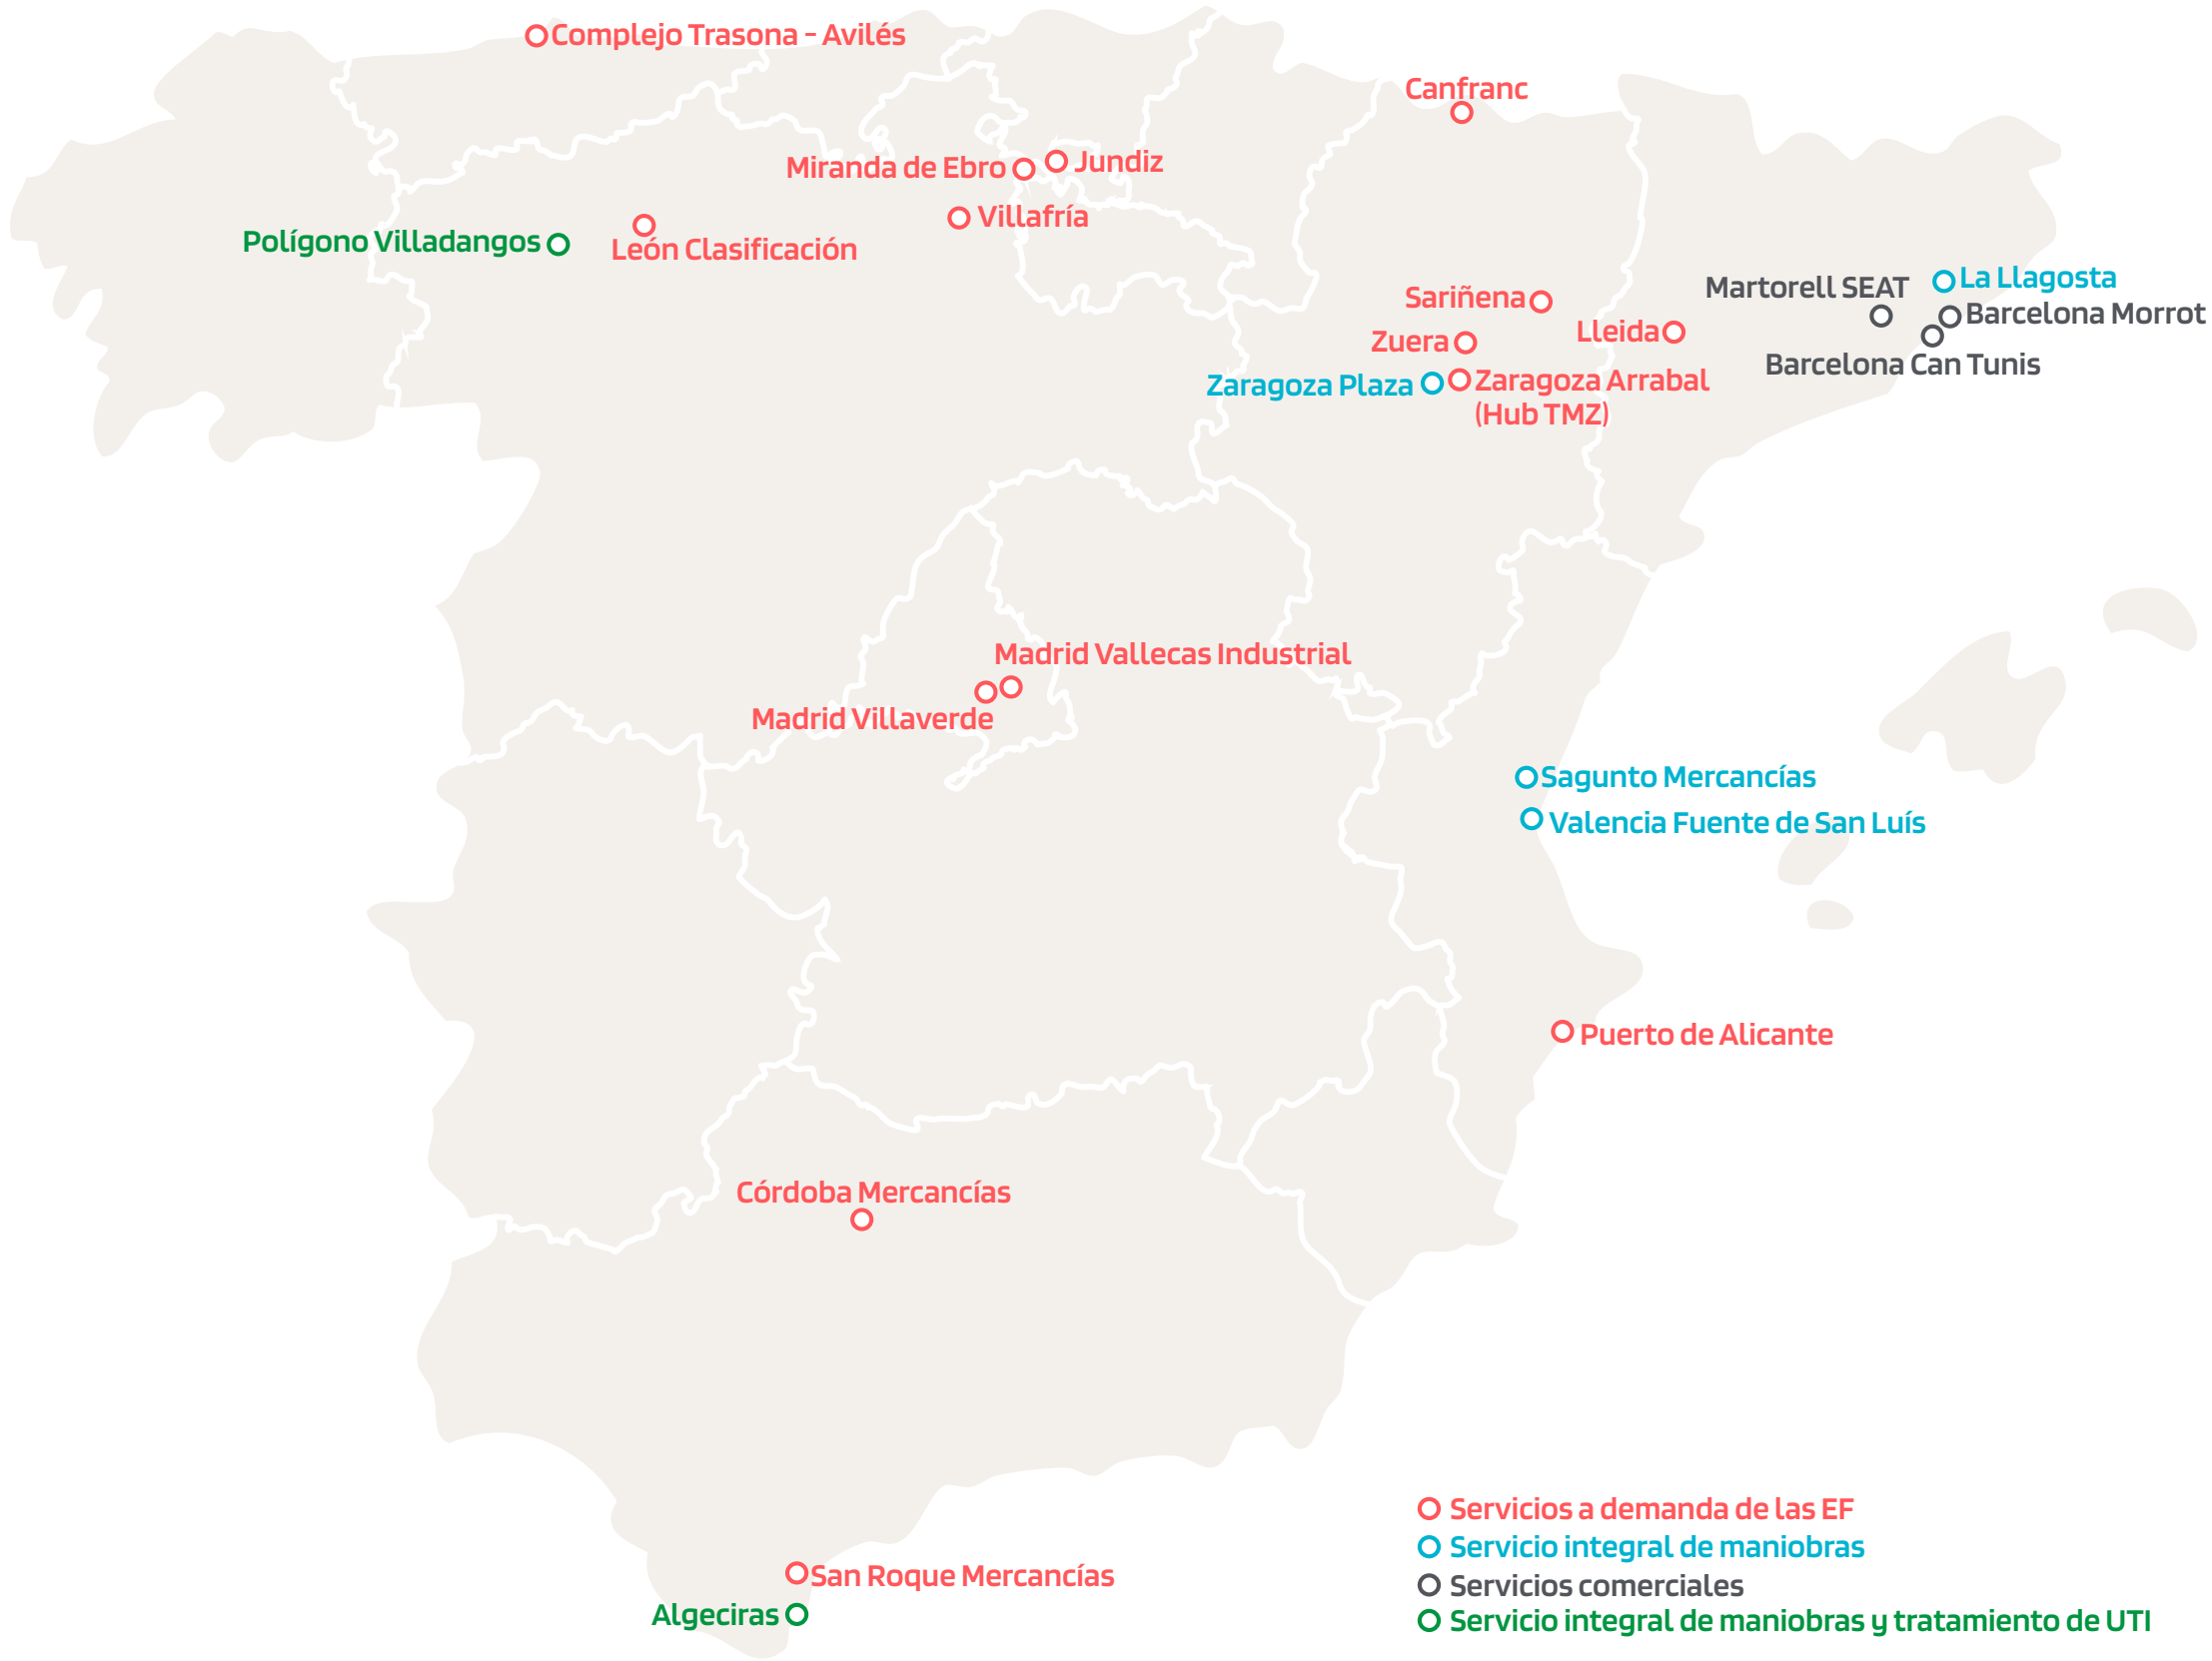 Complejo Trasona - Avilés
Canfranc
Miranda de Ebro
Jundiz
Villafría
Polígono Villadangos
León Clasificación
Martorell SEAT
La Llagosta
Sariñena
Barcelona Morrot
Lleida
Zuera
Barcelona Can Tunis
Zaragoza Plaza
Zaragoza Arrabal
(Hub TMZ)
Madrid Vallecas Industrial
Madrid Villaverde
Sagunto Mercancías
Valencia Fuente de San Luís
Puerto de Alicante
Córdoba Mercancías
San Roque Mercancías
Algeciras
Servicios a demanda de las EF
Servicio integral de maniobras
Servicios comerciales
Servicio integral de maniobras y tratamiento de UTI